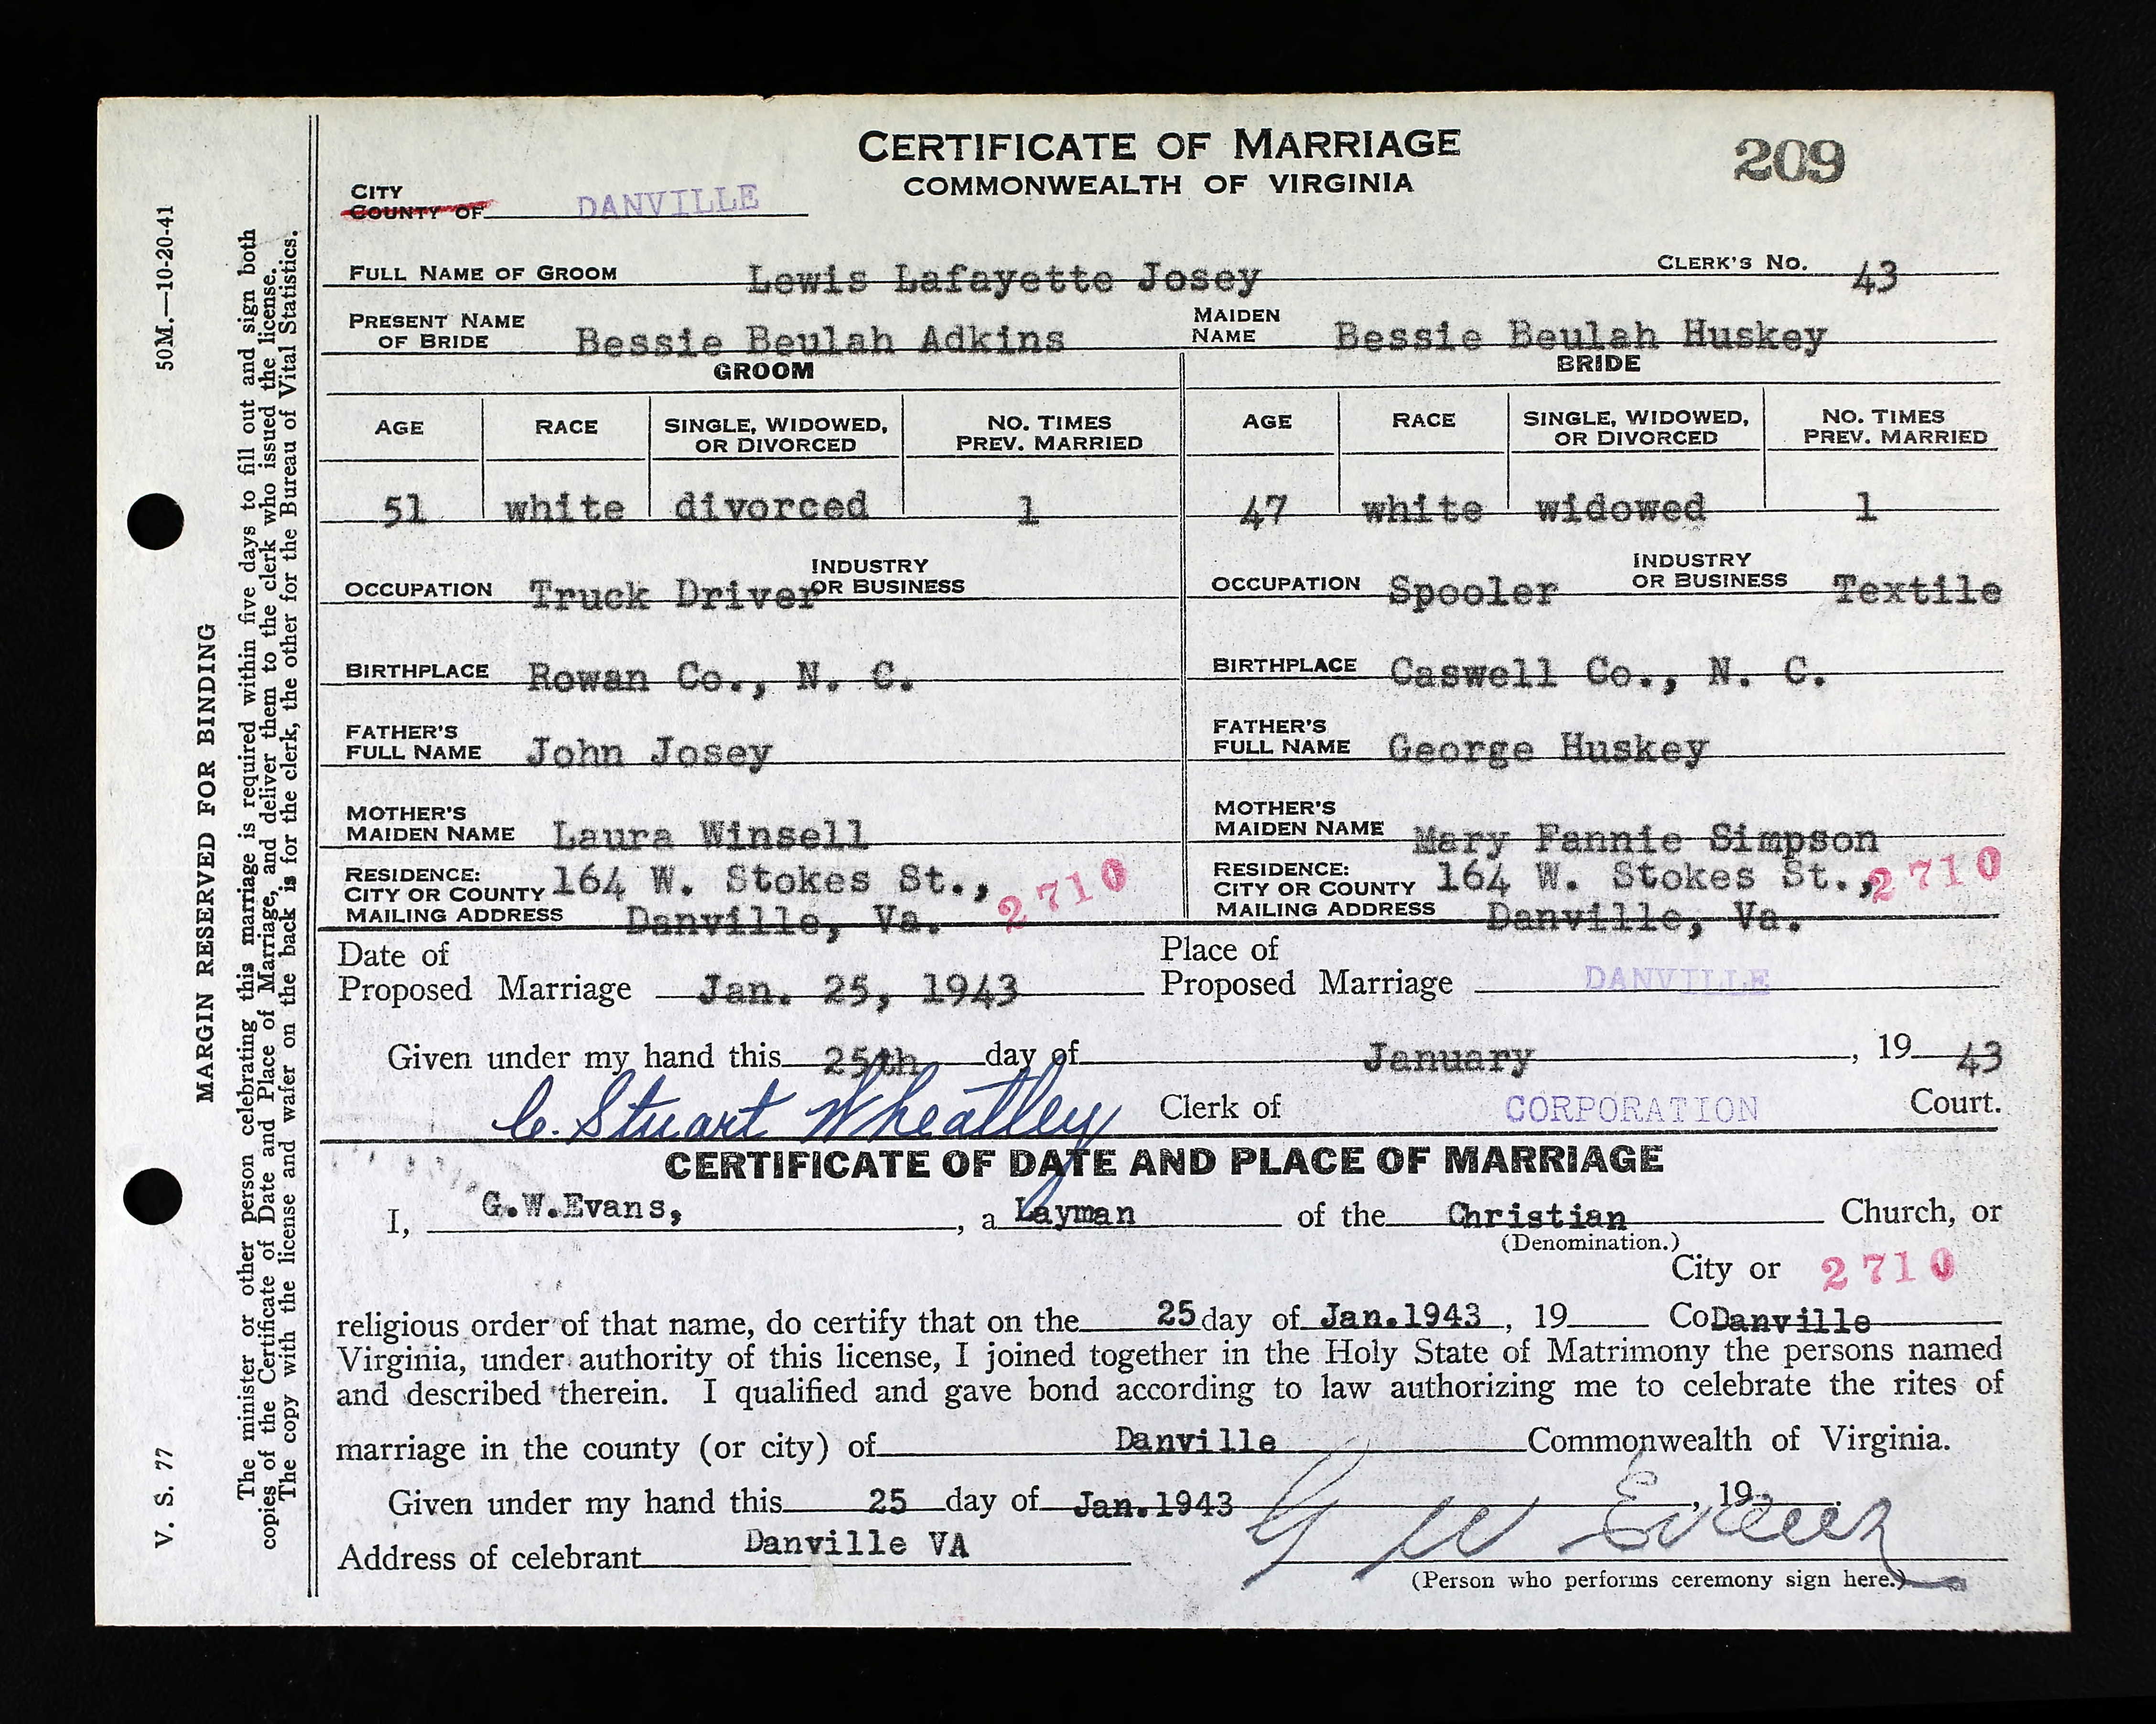 CERTIFICATE OF MARRIAGE
COMMONWEALTH OF VIRGINIA
209
CITY
COUNTY OF DANVILLE
FULL NAME OF GROOM Lewis Lafayette Josey CLERK'S NO. 43
PRESENT NAME OF BRIDE Bessie Beulah Adkins MAIDEN NAME Bessie Beulah Huskey
GROOM
AGE RACE SINGLE, WIDOWED, OR DIVORCED NO. TIMES PREV. MARRIED
51 white divorced 1
OCCUPATION Truck Driver INDUSTRY OR BUSINESS
BIRTHPLACE Rowan Co., N. C.
FATHER'S FULL NAME John Josey
MOTHER'S MAIDEN NAME Laura Winsell
RESIDENCE:
CITY OR COUNTY 164 W. Stokes St., 2710
MAILING ADDRESS Danville, Va.
BRIDE
AGE RACE SINGLE, WIDOWED, OR DIVORCED NO. TIMES PREV. MARRIED
47 white widowed 1
OCCUPATION Spooler INDUSTRY OR BUSINESS Textile
BIRTHPLACE Caswell Co., N. C.
FATHER'S FULL NAME George Huskey
MOTHER'S MAIDEN NAME Mary Fannie Simpson
RESIDENCE:
CITY OR COUNTY 164 W. Stokes St., 2710
MAILING ADDRESS Danville, Va.
Date of Proposed Marriage Jan. 25, 1943 Place of Proposed Marriage DANVILLE
Given under my hand this 25th day of January, 19 43
C. Stuart Wheatley Clerk of CORPORATION Court.
CERTIFICATE OF DATE AND PLACE OF MARRIAGE
I, G.W.Evans, , a Layman of the Christian Church, or
(Denomination.)
City or 2710
religious order of that name, do certify that on the 25 day of Jan.1943, 19 Co Danville
Virginia, under authority of this license, I joined together in the Holy State of Matrimony the persons named
and described therein. I qualified and gave bond according to law authorizing me to celebrate the rites of
marriage in the county (or city) of Danville Commonwealth of Virginia.
Given under my hand this 25 day of Jan.1943, 19 .
Address of celebrant Danville VA G W Evans
(Person who performs ceremony sign here.)
50M.—10-20-41
MARGIN RESERVED FOR BINDING
V. S. 77
The minister or other person celebrating this marriage is required within five days to fill out and sign both
copies of the Certificate of Date and Place of Marriage, and deliver them to the clerk who issued the license.
The copy with the license and wafer on the back is for the clerk, the other for the Bureau of Vital Statistics.